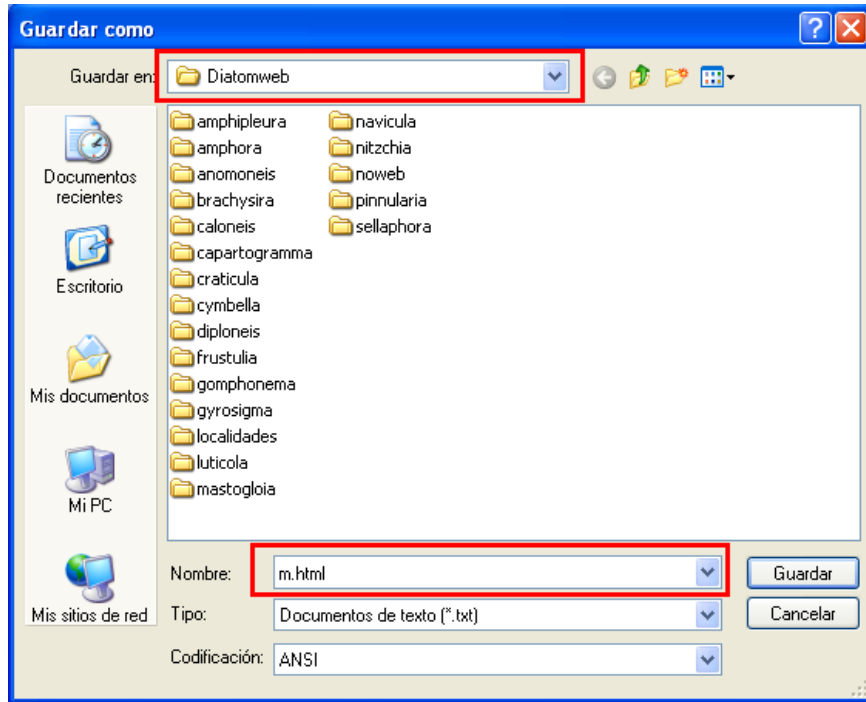 Guardar como
Guardar en:
Diatomweb
Documentos
recientes
Escritorio
Mis documentos
Mi PC
Mis sitios de red
amphipleura
amphora
anomoneis
brachysira
caloneis
capartogramma
craticula
cymbella
diploneis
frustulia
gomphonema
gyrosigma
localidades
luticola
mastogloia
navicula
nitzchia
noweb
pinnularia
sellaphora
Nombre:
m.html
Guardar
Tipo:
Documentos de texto (*.txt)
Cancelar
Codificación:
ANSI